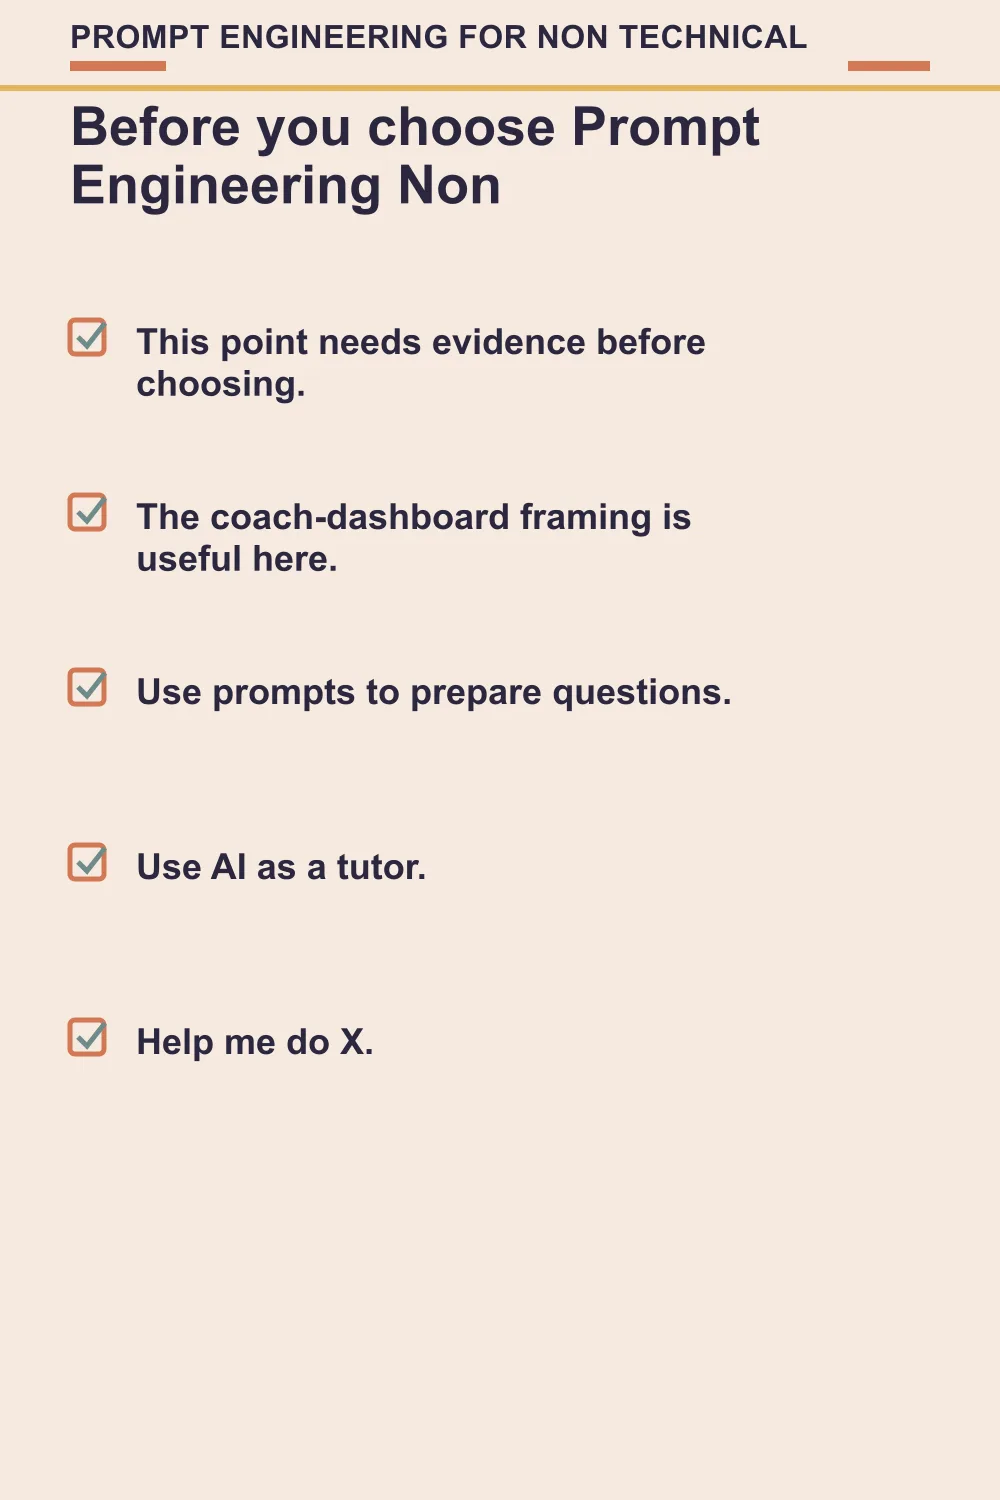 PROMPT ENGINEERING FOR NON TECHNICAL
Before you choose Prompt
Engineering Non
This point needs evidence before
choosing.
The coach-dashboard framing is
useful here.
Use prompts to prepare questions.
Use AI as a tutor.
Help me do X.